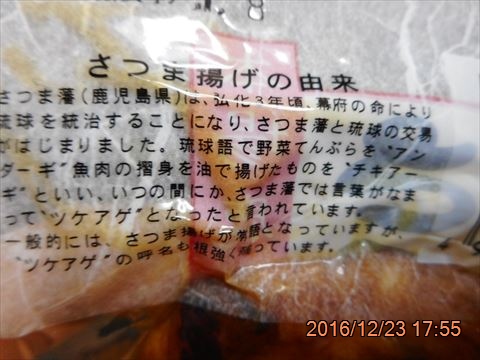 8
さつま揚げの由来
さつま藩(鹿児島県)は、弘化3年頃、幕府の命により
琉球を統治することになり、さつま藩と琉球の交易
がはじまりました。琉球語で野菜てんぷらを"アン
ダーギ"魚肉の摺身を油で揚げたものを"チキアー
ギ"といい、いつの間にか、さつま藩では言葉がなま
って"ツケアゲ"となったと言われています。
一般的には、さつま揚げが 語となっていますが、
"ツケアゲ"の呼名も根強く残っています。
2016/12/23 17:55